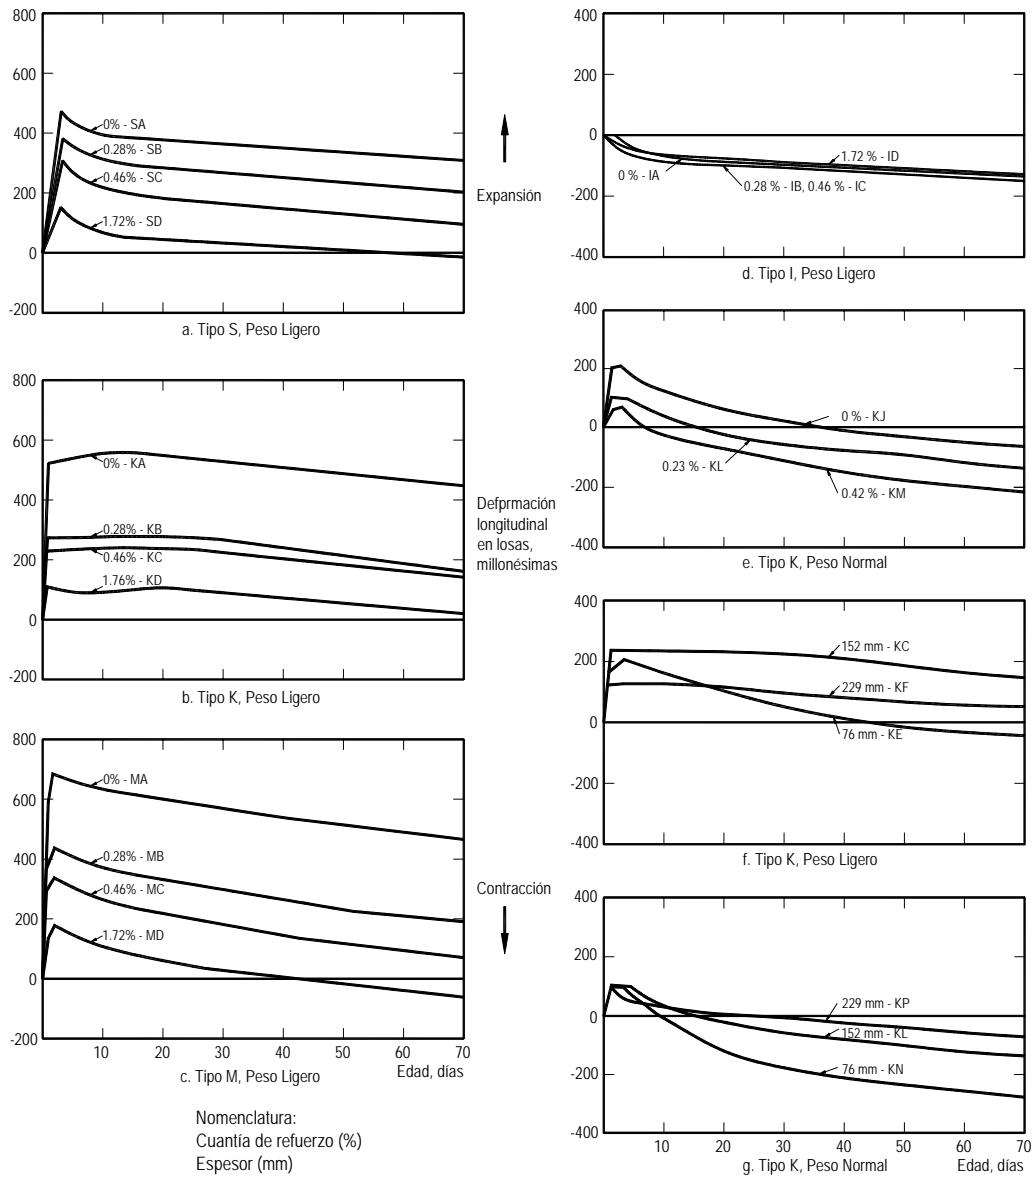 800
600
400
200
0
-200
0% - SA
0.28% - SB
0.46% - SC
1.72% - SD
a. Tipo S, Peso Ligero
800
600
400
200
0
-200
0% - KA
0.28% - KB
0.46% - KC
1.76% - KD
b. Tipo K, Peso Ligero
800
600
400
200
0
-200
0% - MA
0.28% - MB
0.46% - MC
1.72% - MD
10 20 30 40 50 60 70
c. Tipo M, Peso Ligero
Edad, días
Nomenclatura:
Cuantía de refuerzo (%)
Espesor (mm)
Expansión
Defprmación
longitudinal
en losas,
millonésimas
Contracción
400
200
0
-200
-400
1.72 % - ID
0 % - IA
0.28 % - IB, 0.46 % - IC
d. Tipo I, Peso Ligero
400
200
0
-200
-400
0 % - KJ
0.23 % - KL
0.42 % - KM
e. Tipo K, Peso Normal
400
200
0
-200
-400
152 mm - KC
229 mm - KF
76 mm - KE
f. Tipo K, Peso Ligero
400
200
0
-200
-400
229 mm - KP
152 mm - KL
76 mm - KN
10 20 30 40 50 60 70
g. Tipo K, Peso Normal
Edad, días